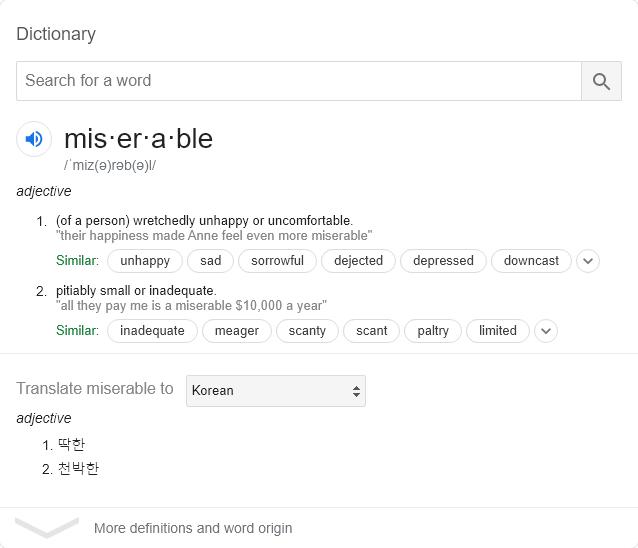 Dictionary
Search for a word
mis·er·a·ble
/ˈmiz(ə)rəb(ə)l/
adjective
1. (of a person) wretchedly unhappy or uncomfortable.
"their happiness made Anne feel even more miserable"
Similar: unhappy sad sorrowful dejected depressed downcast
2. pitiably small or inadequate.
"all they pay me is a miserable $10,000 a year"
Similar: inadequate meager scanty scant paltry limited
Translate miserable to Korean
adjective
1. 딱한
2. 천박한
More definitions and word origin